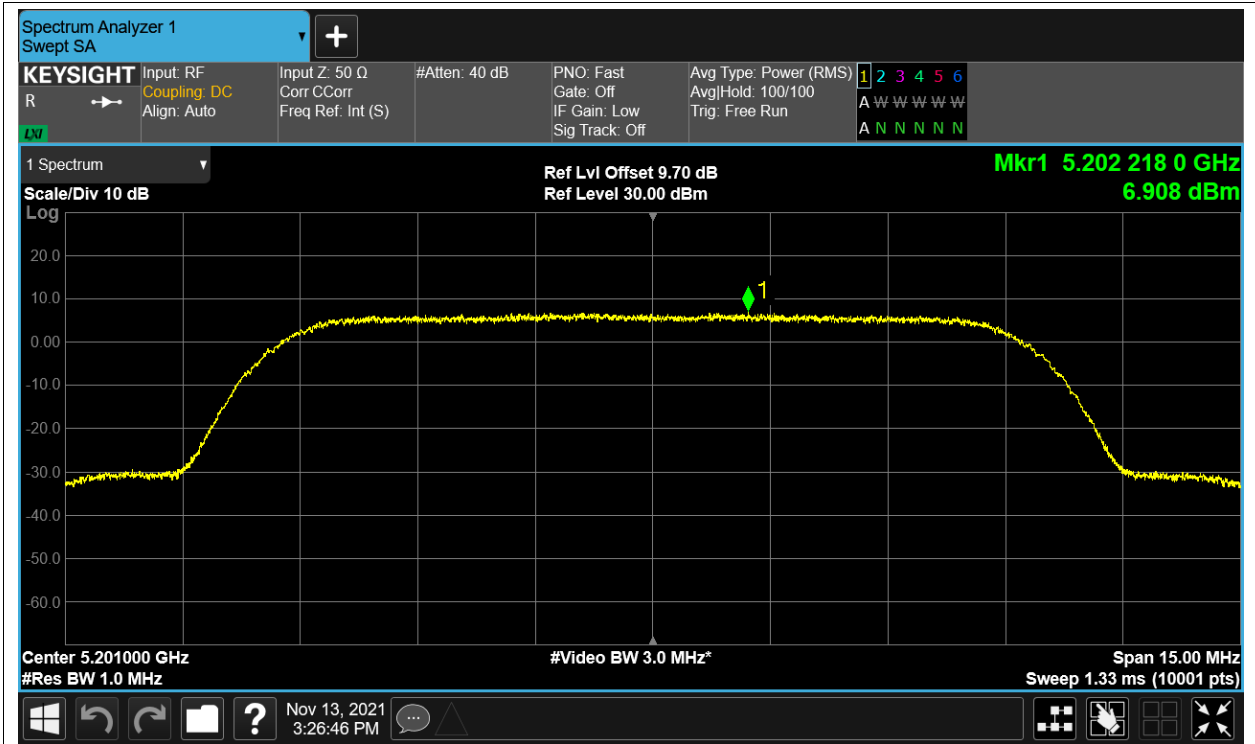 Spectrum Analyzer 1
Swept SA
KEYSIGHT
R
LXI
Input: RF
Coupling: DC
Align: Auto
Input Z: 50 Ω
Corr CCorr
Freq Ref: Int (S)
#Atten: 40 dB
PNO: Fast
Gate: Off
IF Gain: Low
Sig Track: Off
Avg Type: Power (RMS)
Avg|Hold: 100/100
Trig: Free Run
1 2 3 4 5 6
A W W W W W
A N N N N N
1 Spectrum
Scale/Div 10 dB
Log
Ref Lvl Offset 9.70 dB
Ref Level 30.00 dBm
Mkr1 5.202 218 0 GHz
6.908 dBm
20.0
10.0
0.00
-10.0
-20.0
-30.0
-40.0
-50.0
-60.0
1
Center 5.201000 GHz
#Res BW 1.0 MHz
#Video BW 3.0 MHz*
Span 15.00 MHz
Sweep 1.33 ms (10001 pts)
?
Nov 13, 2021
3:26:46 PM